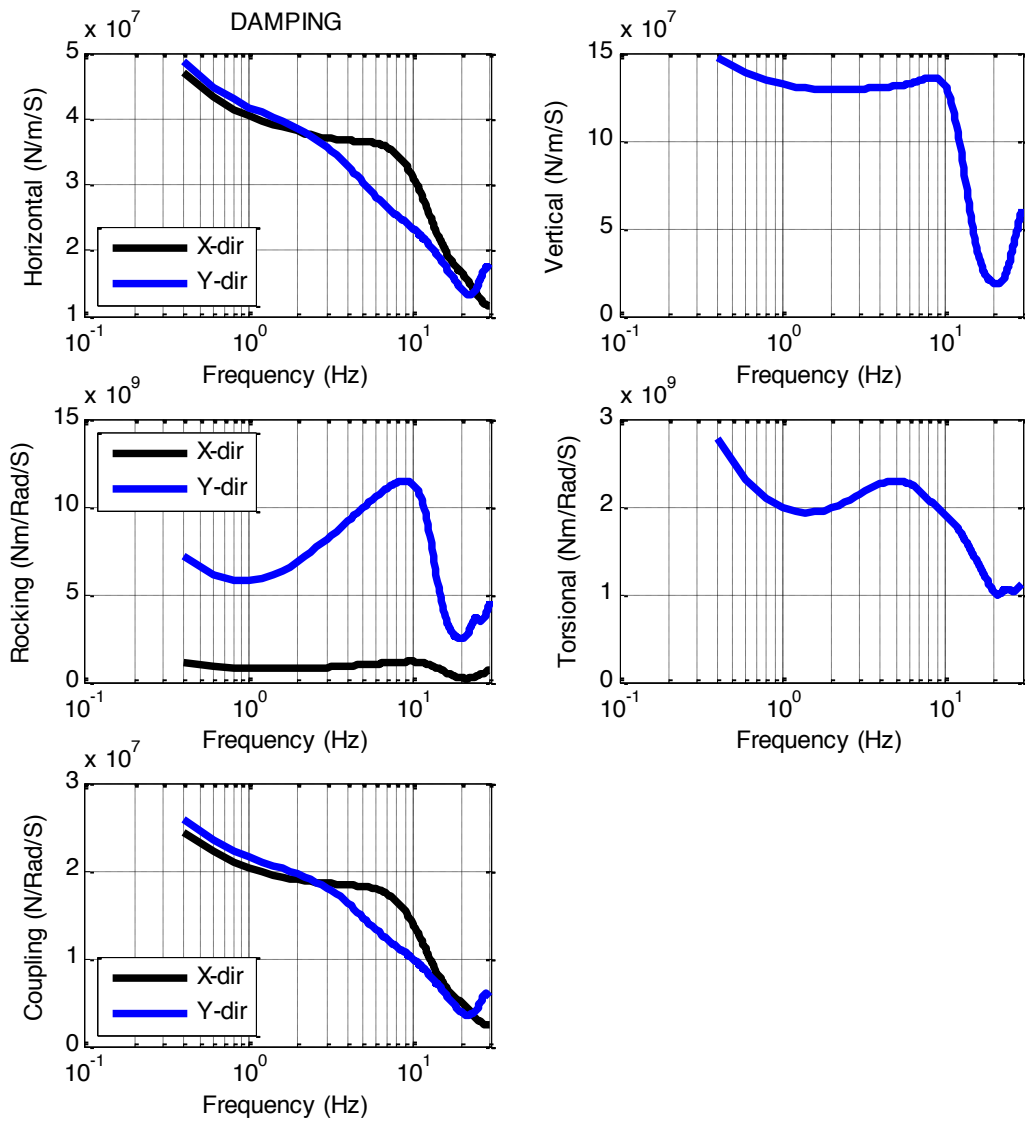 DAMPING
x 10^7
5
4
3
2
1
Horizontal (N/m/S)
X-dir
Y-dir
10^-1 10^0 10^1
Frequency (Hz)
x 10^7
15
10
5
0
Vertical (N/m/S)
10^-1 10^0 10^1
Frequency (Hz)
x 10^9
15
10
5
0
Rocking (Nm/Rad/S)
X-dir
Y-dir
10^-1 10^0 10^1
Frequency (Hz)
x 10^9
3
2
1
0
Torsional (Nm/Rad/S)
10^-1 10^0 10^1
Frequency (Hz)
x 10^7
3
2
1
0
Coupling (N/Rad/S)
X-dir
Y-dir
10^-1 10^0 10^1
Frequency (Hz)